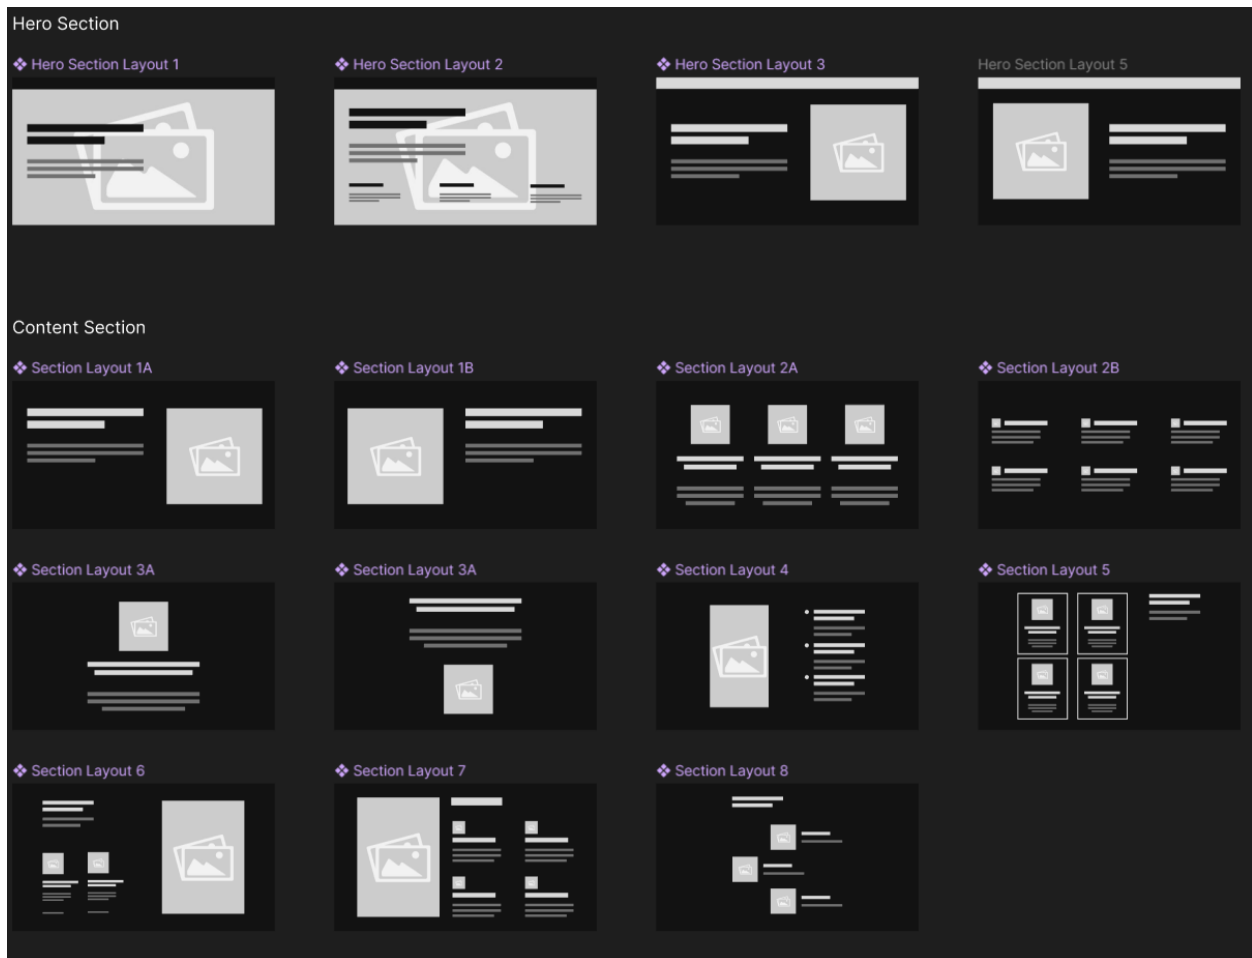 Hero Section
Hero Section Layout 1
Hero Section Layout 2
Hero Section Layout 3
Hero Section Layout 5
Content Section
Section Layout 1A
Section Layout 1B
Section Layout 2A
Section Layout 2B
Section Layout 3A
Section Layout 3A
Section Layout 4
Section Layout 5
Section Layout 6
Section Layout 7
Section Layout 8